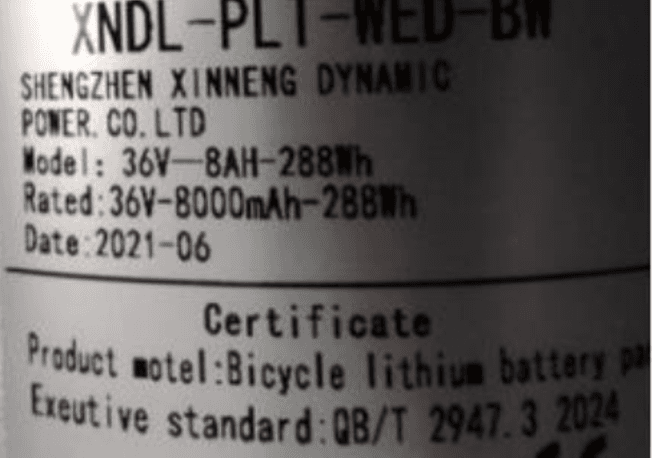 XNDL-PLT-WED-BW
SHENGZHEN XINNENG DYNAMIC
POWER. CO. LTD
Model: 36V—8AH-288Wh
Rated:36V-8000mAh-288Wh
Date:2021-06
Certificate
Product motel:Bicycle lithium battery pa
Exeutive standard:QB/T 2947.3 2024